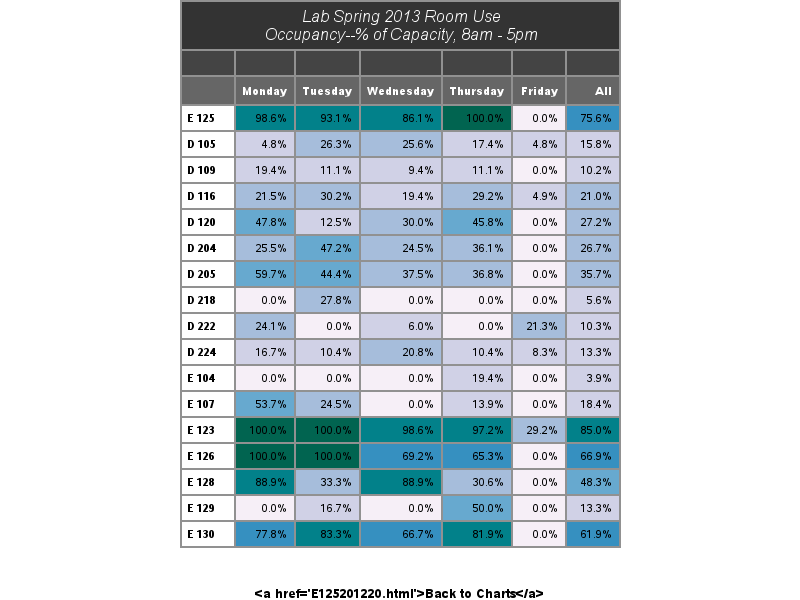 Lab Spring 2013 Room Use
Occupancy--% of Capacity, 8am - 5pm
Monday Tuesday Wednesday Thursday Friday All
E 125 98.6% 93.1% 86.1% 100.0% 0.0% 75.6%
D 105 4.8% 26.3% 25.6% 17.4% 4.8% 15.8%
D 109 19.4% 11.1% 9.4% 11.1% 0.0% 10.2%
D 116 21.5% 30.2% 19.4% 29.2% 4.9% 21.0%
D 120 47.8% 12.5% 30.0% 45.8% 0.0% 27.2%
D 204 25.5% 47.2% 24.5% 36.1% 0.0% 26.7%
D 205 59.7% 44.4% 37.5% 36.8% 0.0% 35.7%
D 218 0.0% 27.8% 0.0% 0.0% 0.0% 5.6%
D 222 24.1% 0.0% 6.0% 0.0% 21.3% 10.3%
D 224 16.7% 10.4% 20.8% 10.4% 8.3% 13.3%
E 104 0.0% 0.0% 0.0% 19.4% 0.0% 3.9%
E 107 53.7% 24.5% 0.0% 13.9% 0.0% 18.4%
E 123 100.0% 100.0% 98.6% 97.2% 29.2% 85.0%
E 126 100.0% 100.0% 69.2% 65.3% 0.0% 66.9%
E 128 88.9% 33.3% 88.9% 30.6% 0.0% 48.3%
E 129 0.0% 16.7% 0.0% 50.0% 0.0% 13.3%
E 130 77.8% 83.3% 66.7% 81.9% 0.0% 61.9%
<a href='E125201220.html'>Back to Charts</a>